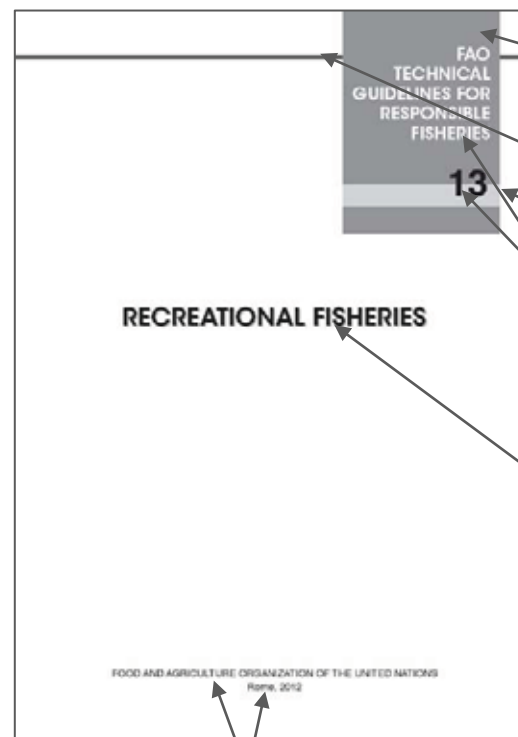 FAO
TECHNICAL
GUIDELINES FOR
RESPONSIBLE
FISHERIES
13
RECREATIONAL FISHERIES
FOOD AND AGRICULTURE ORGANIZATION OF THE UNITED NATIONS
Rome, 2012